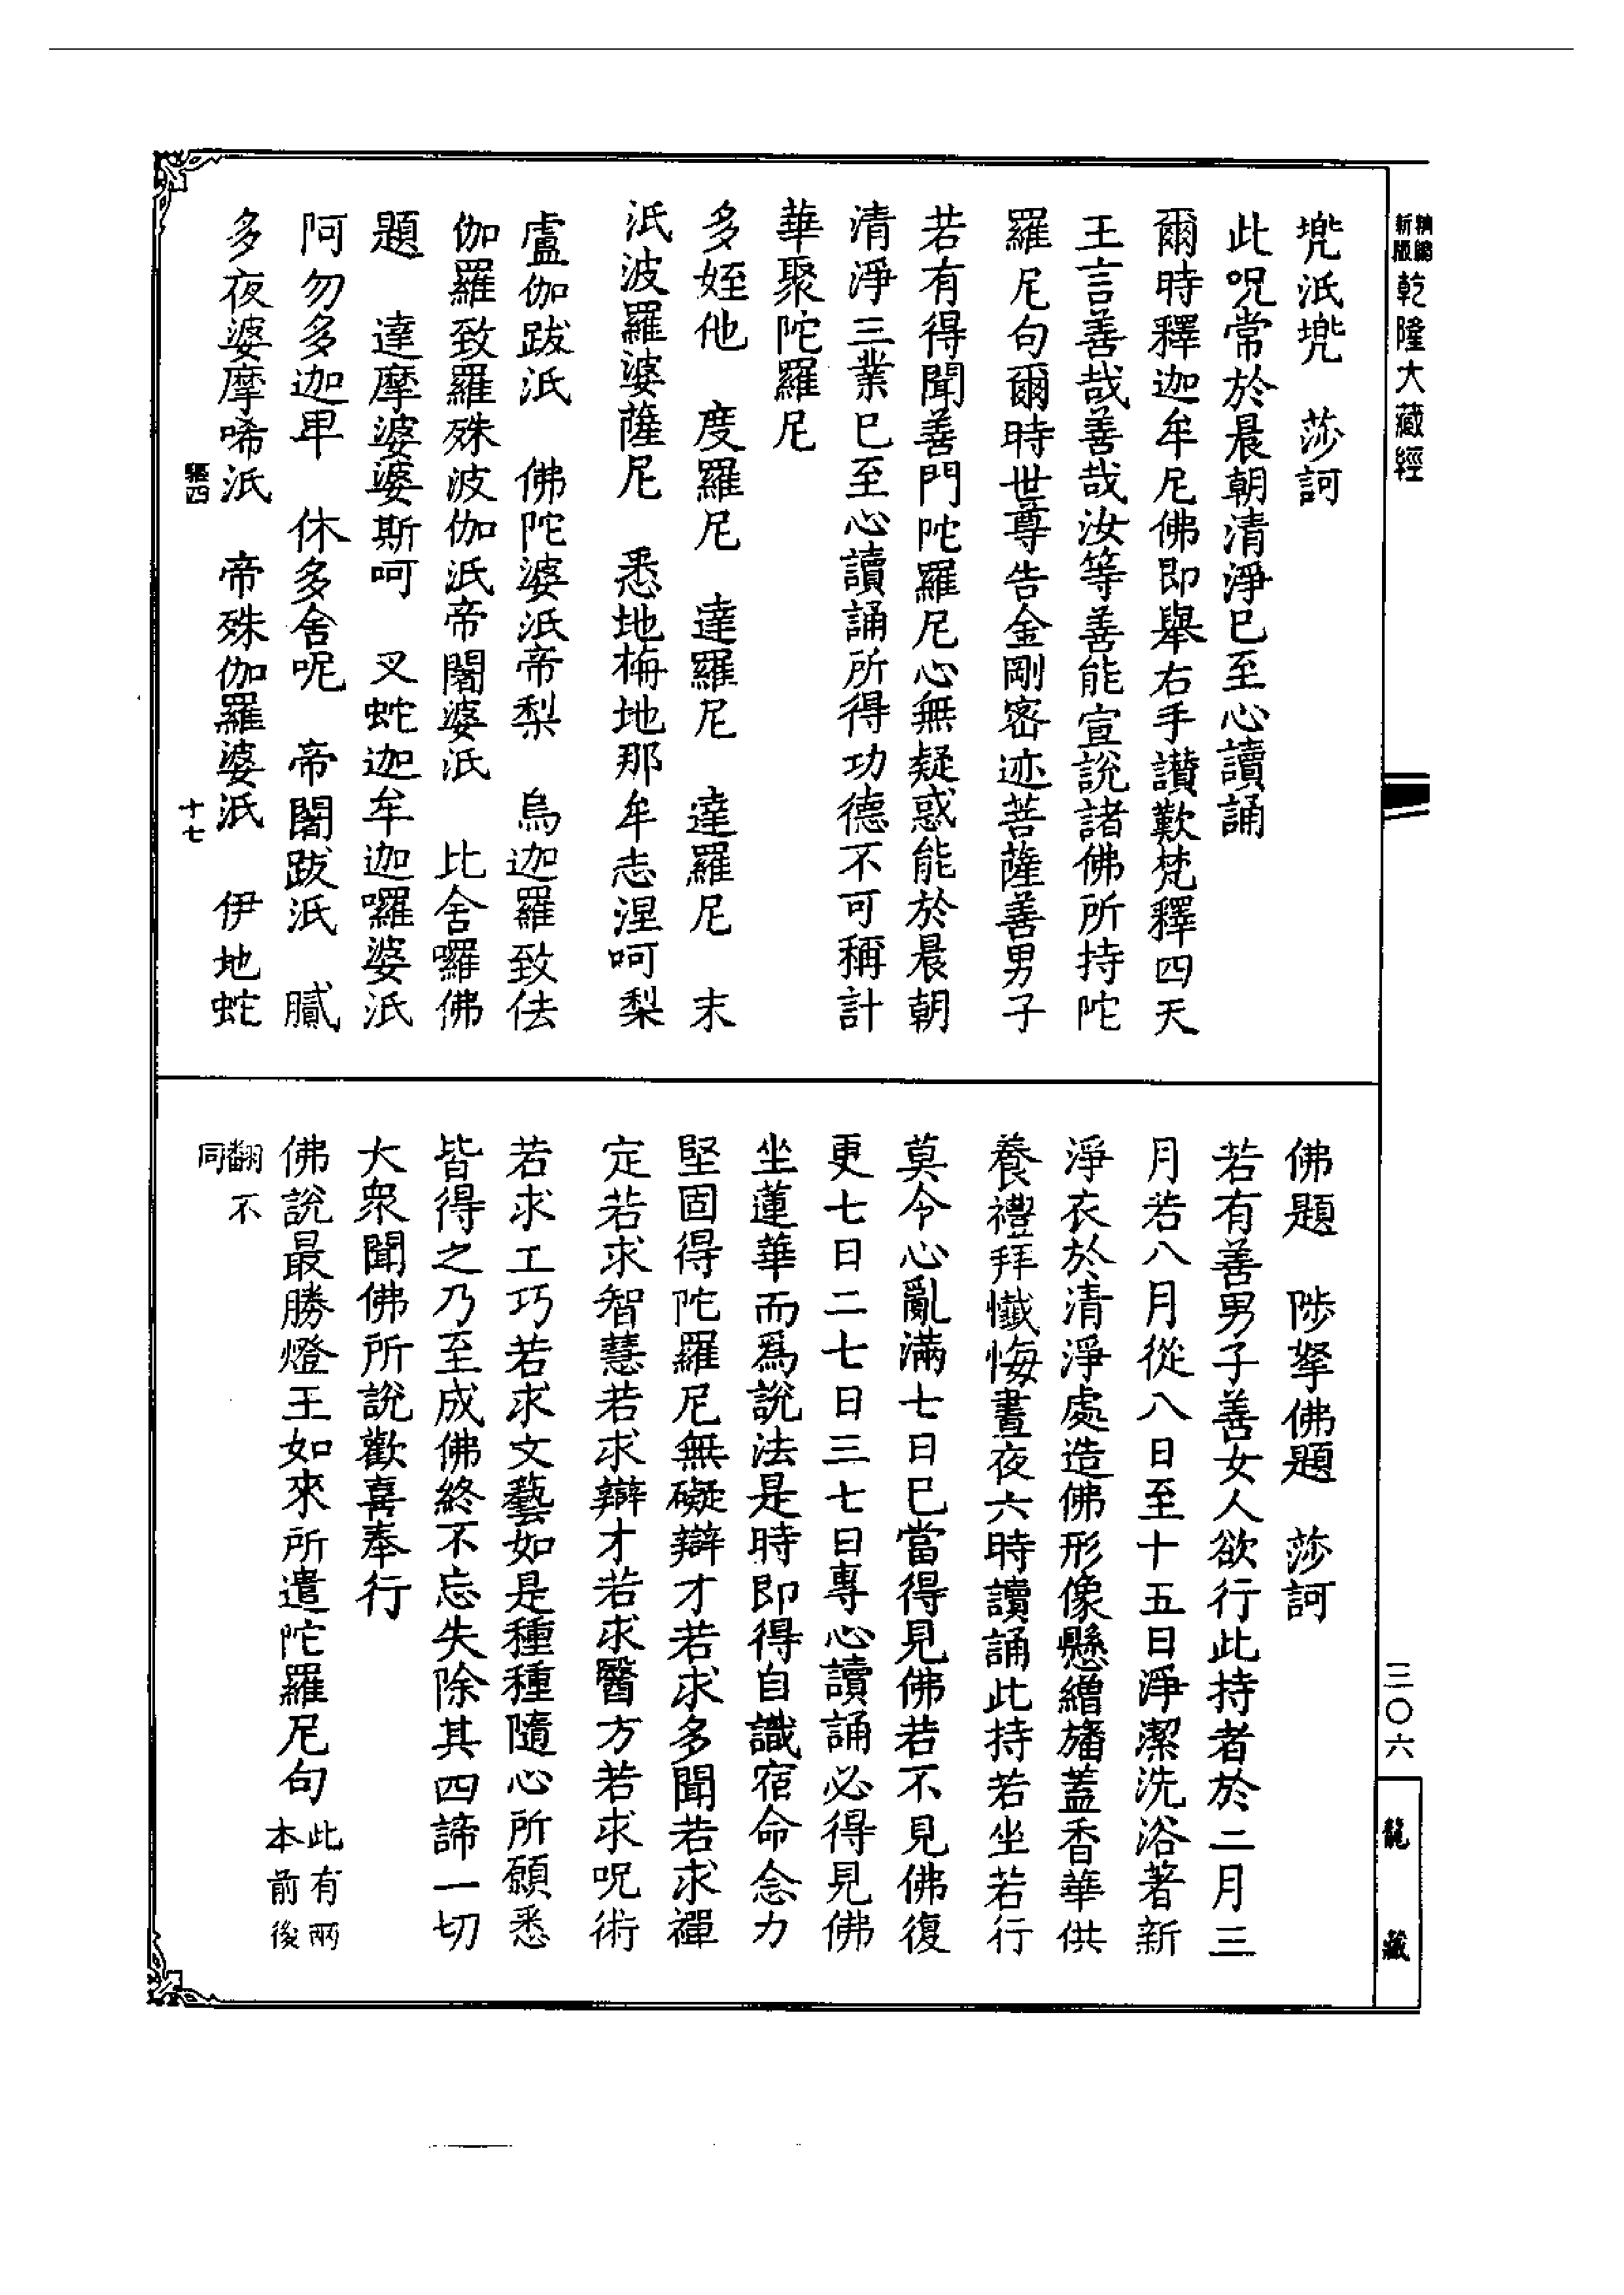 新版
乾隆大藏經
兠泜兠　莎訶
此呪常於晨朝清淨已至心讀誦
爾時釋迦牟尼佛即舉右手讚歎梵釋四天
王言善哉善哉汝等善能宣說諸佛所持陀
羅尼句爾時世尊告金剛密迹菩薩善男子
若有得聞善門陀羅尼心無疑惑能於晨朝
清淨三業已至心讀誦所得功德不可稱計
華聚陀羅尼
多姪他　度羅尼　達羅尼　達羅尼　末
泜波羅婆薩尼　悉地梅地那牟志涅呵梨
盧伽跋泜　佛陀婆泜帝梨　烏迦羅致佉
伽羅致羅殊波伽泜帝闍婆泜　比舍囉佛
題　達摩婆婆斯呵　叉蛇迦牟迦囉婆泜
阿勿多迦卑　休多舍呢　帝闍跋泜　膩
多夜婆摩唏泜　帝殊伽羅婆泜　伊地蛇
驅四
十七
佛題　陟拏佛題　莎訶
若有善男子善女人欲行此持者於二月三
月若八月從八日至十五日淨潔洗浴著新
淨衣於清淨處造佛形像懸繒旛蓋香華供
養禮拜懺悔晝夜六時讀誦此持若坐若行
莫令心亂滿七日已當得見佛若不見佛復
更七日二七日三七日專心讀誦必得見佛
坐蓮華而爲說法是時即得自識宿命念力
堅固得陀羅尼無礙辯才若求多聞若求禪
定若求智慧若求辯才若求醫方若求呪術
若求工巧若求文藝如是種種隨心所願悉
皆得之乃至成佛終不忘失除其四諦一切
大衆聞佛所說歡喜奉行
佛說最勝燈王如來所遣陀羅尼句此有兩本前後
翻不同
三〇六
龍藏